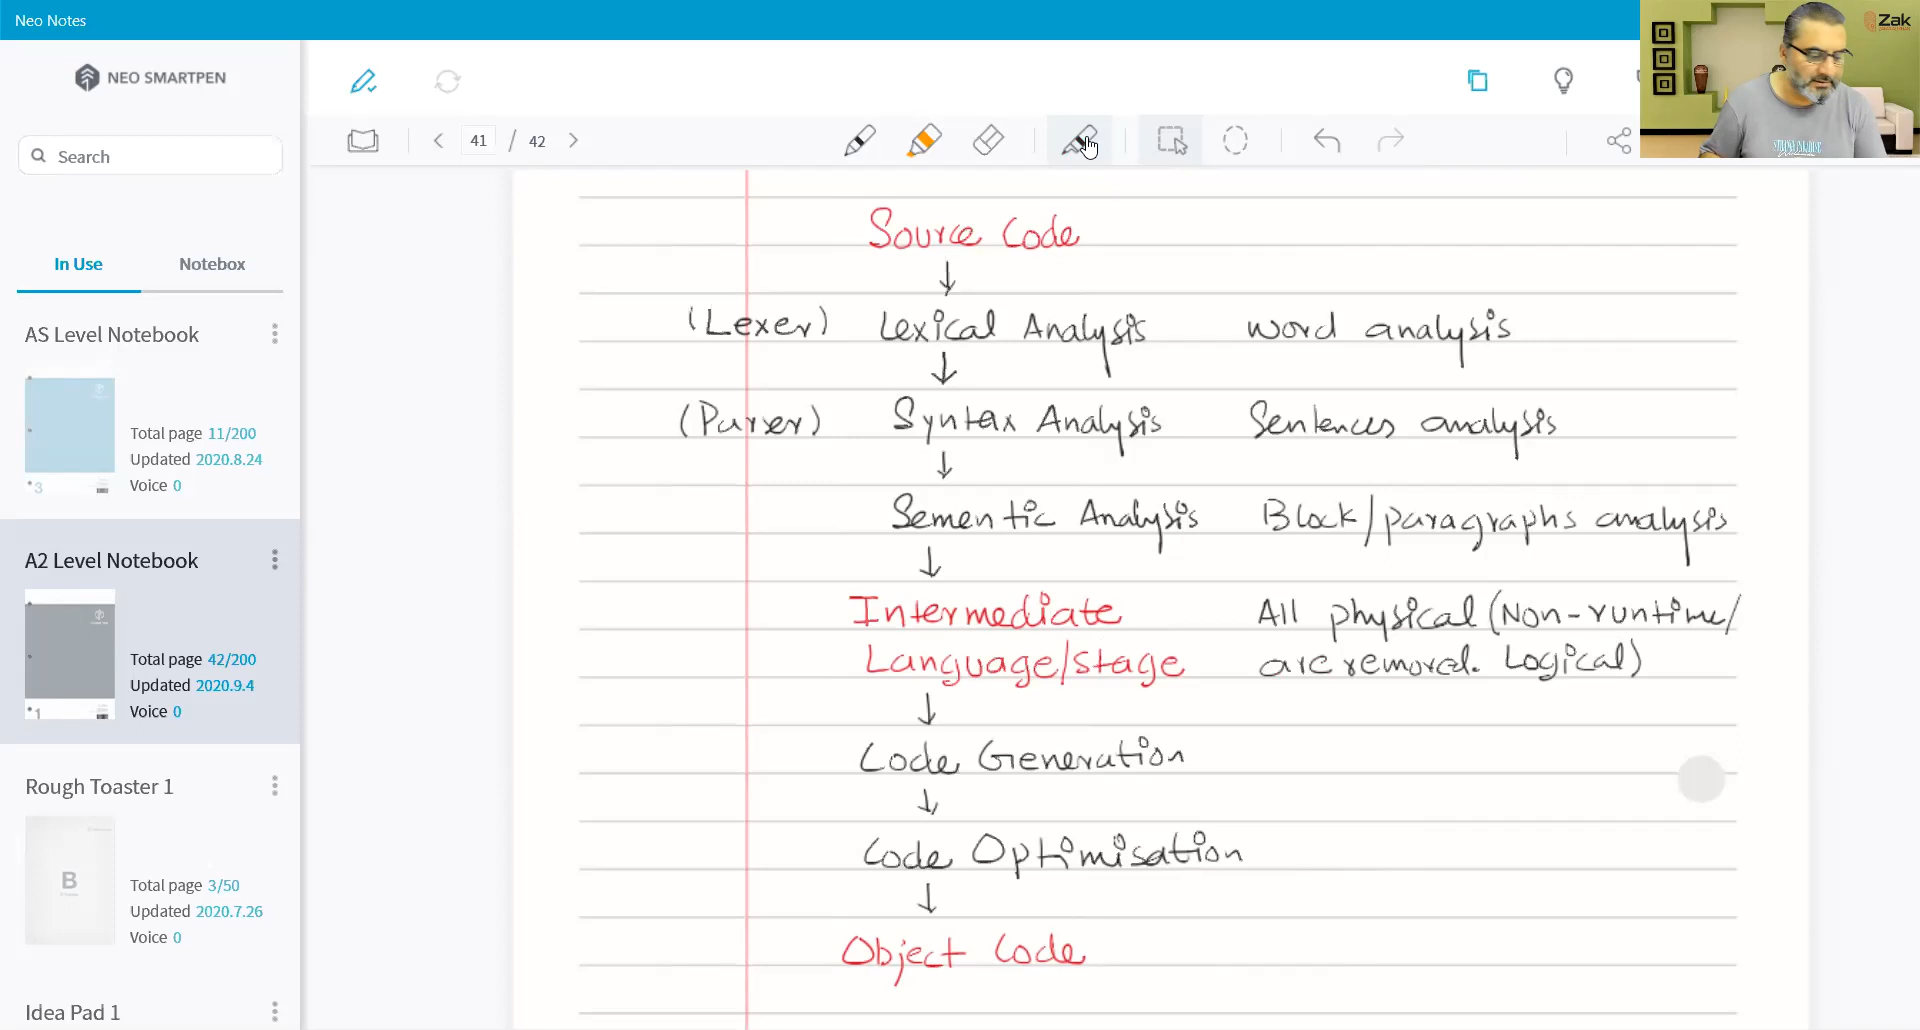 Neo Notes
Zak
NEO SMARTPEN
Search
41 / 42
In Use Notebox
AS Level Notebook
3
Total page 11/200
Updated 2020.8.24
Voice 0
A2 Level Notebook
1
Total page 42/200
Updated 2020.9.4
Voice 0
Rough Toaster 1
B
Total page 3/50
Updated 2020.7.26
Voice 0
Idea Pad 1
Source Code
(Lexer) Lexical Analysis word analysis
(Parser) Syntax Analysis Sentences analysis
Sementic Analysis Block/paragraphs analysis
Intermediate All physical (Non-runtime/
Language/stage are removal. Logical)
Code Generation
Code Optimisation
Object Code